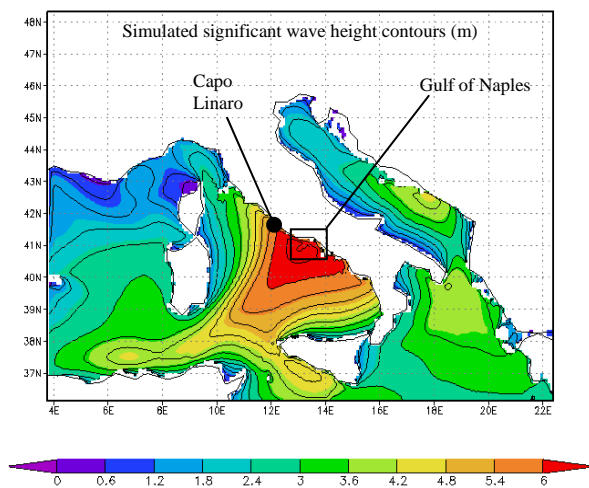 48N
Simulated significant wave height contours (m)
47N
46N
Capo
Linaro
Gulf of Naples
45N
44N
43N
42N
41N
40N
39N
38N
37N
4E 6E 8E 10E 12E 14E 16E 18E 20E 22E
0 0.6 1.2 1.8 2.4 3 3.6 4.2 4.8 5.4 6